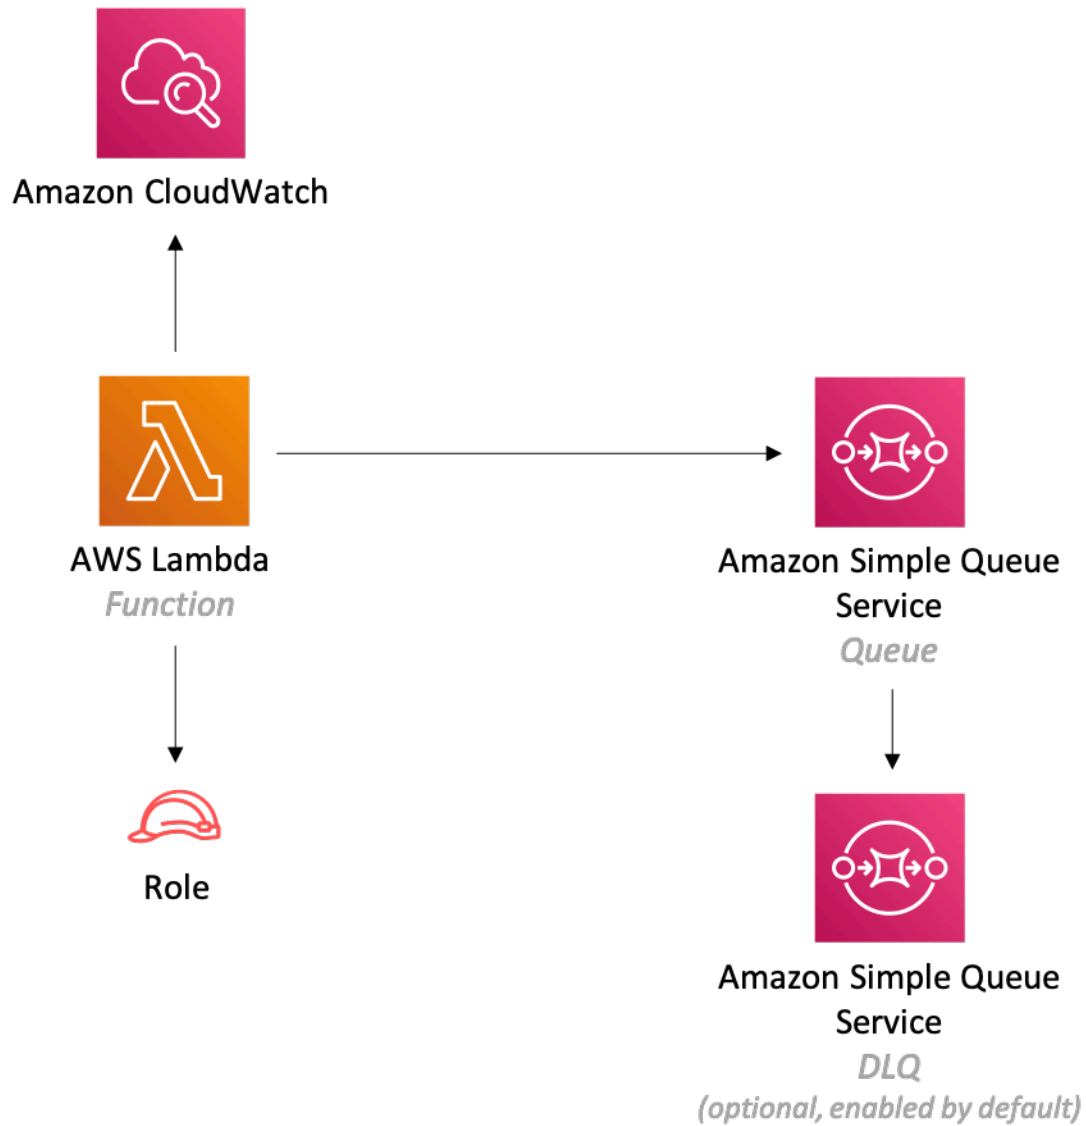 Amazon CloudWatch
AWS Lambda
Function
Amazon Simple Queue
Service
Queue
Role
Amazon Simple Queue
Service
DLQ
(optional, enabled by default)